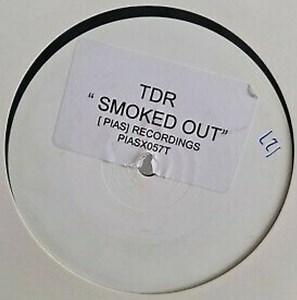 TDR
" SMOKED OUT"
[ PIAS] RECORDINGS
PIASX057T